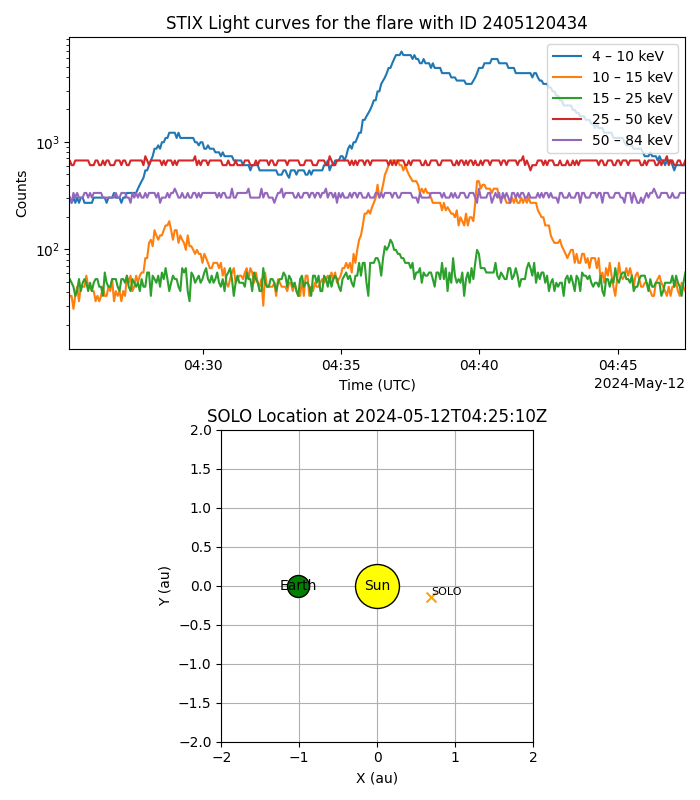 STIX Light curves for the flare with ID 2405120434
4 – 10 keV
10 – 15 keV
15 – 25 keV
25 – 50 keV
50 – 84 keV
Counts
10³
10²
04:30
04:35
04:40
04:45
Time (UTC)
2024-May-12
SOLO Location at 2024-05-12T04:25:10Z
Y (au)
2.0
1.5
1.0
0.5
0.0
−0.5
−1.0
−1.5
−2.0
Earth
Sun
SOLO
−2
−1
0
1
2
X (au)